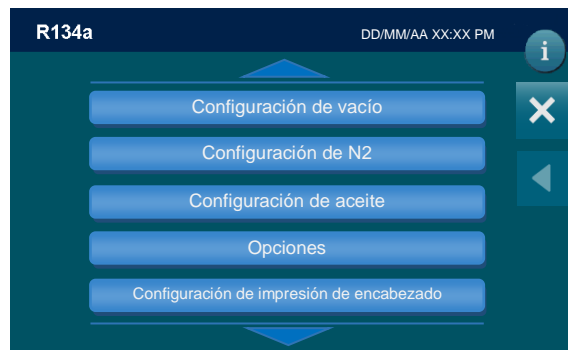 R134a
DD/MM/AA XX:XX PM
i
Configuración de vacío
Configuración de N2
Configuración de aceite
Opciones
Configuración de impresión de encabezado